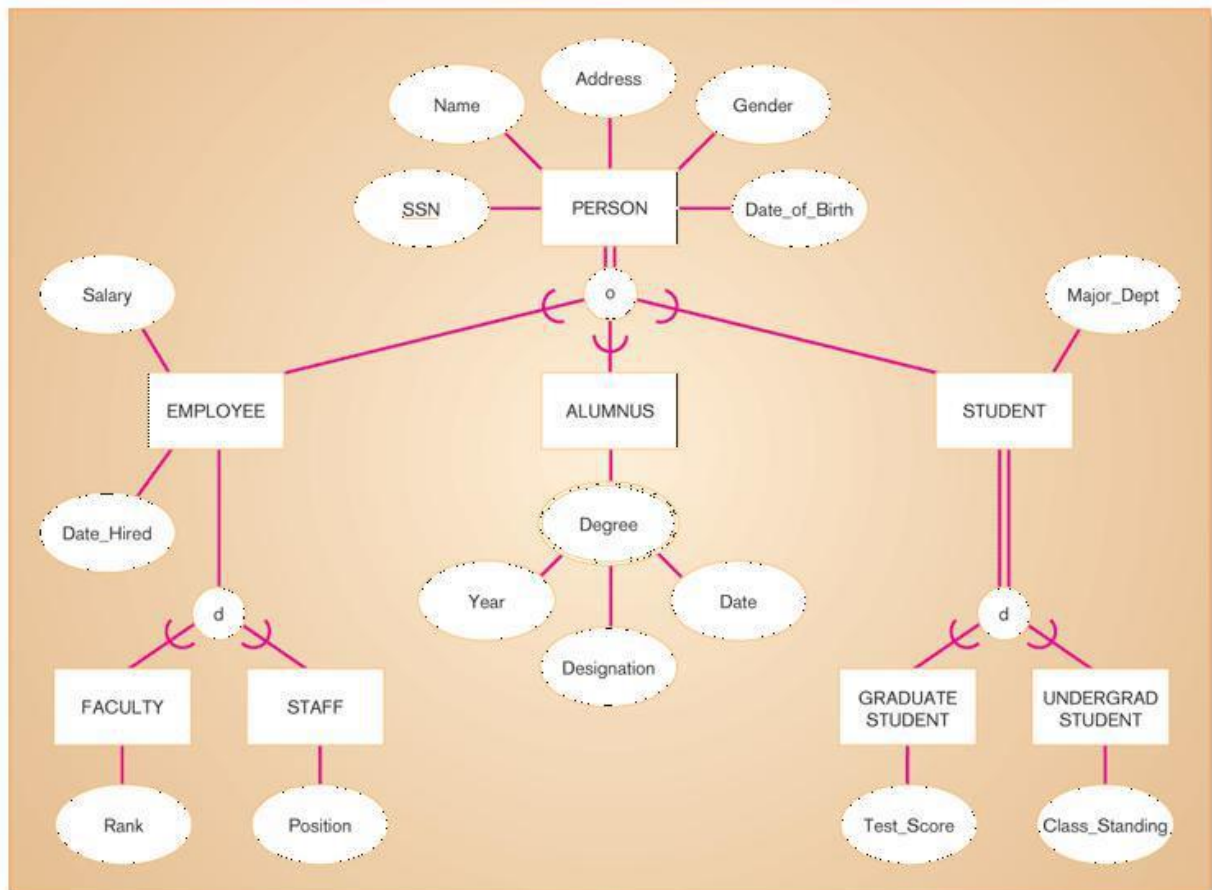 Address
Name
Gender
SSN
PERSON
Date_of_Birth
o
Salary
Major_Dept
EMPLOYEE
ALUMNUS
STUDENT
Degree
Date_Hired
Year
Date
d
d
Designation
FACULTY
STAFF
GRADUATE
STUDENT
UNDERGRAD
STUDENT
Rank
Position
Test_Score
Class_Standing